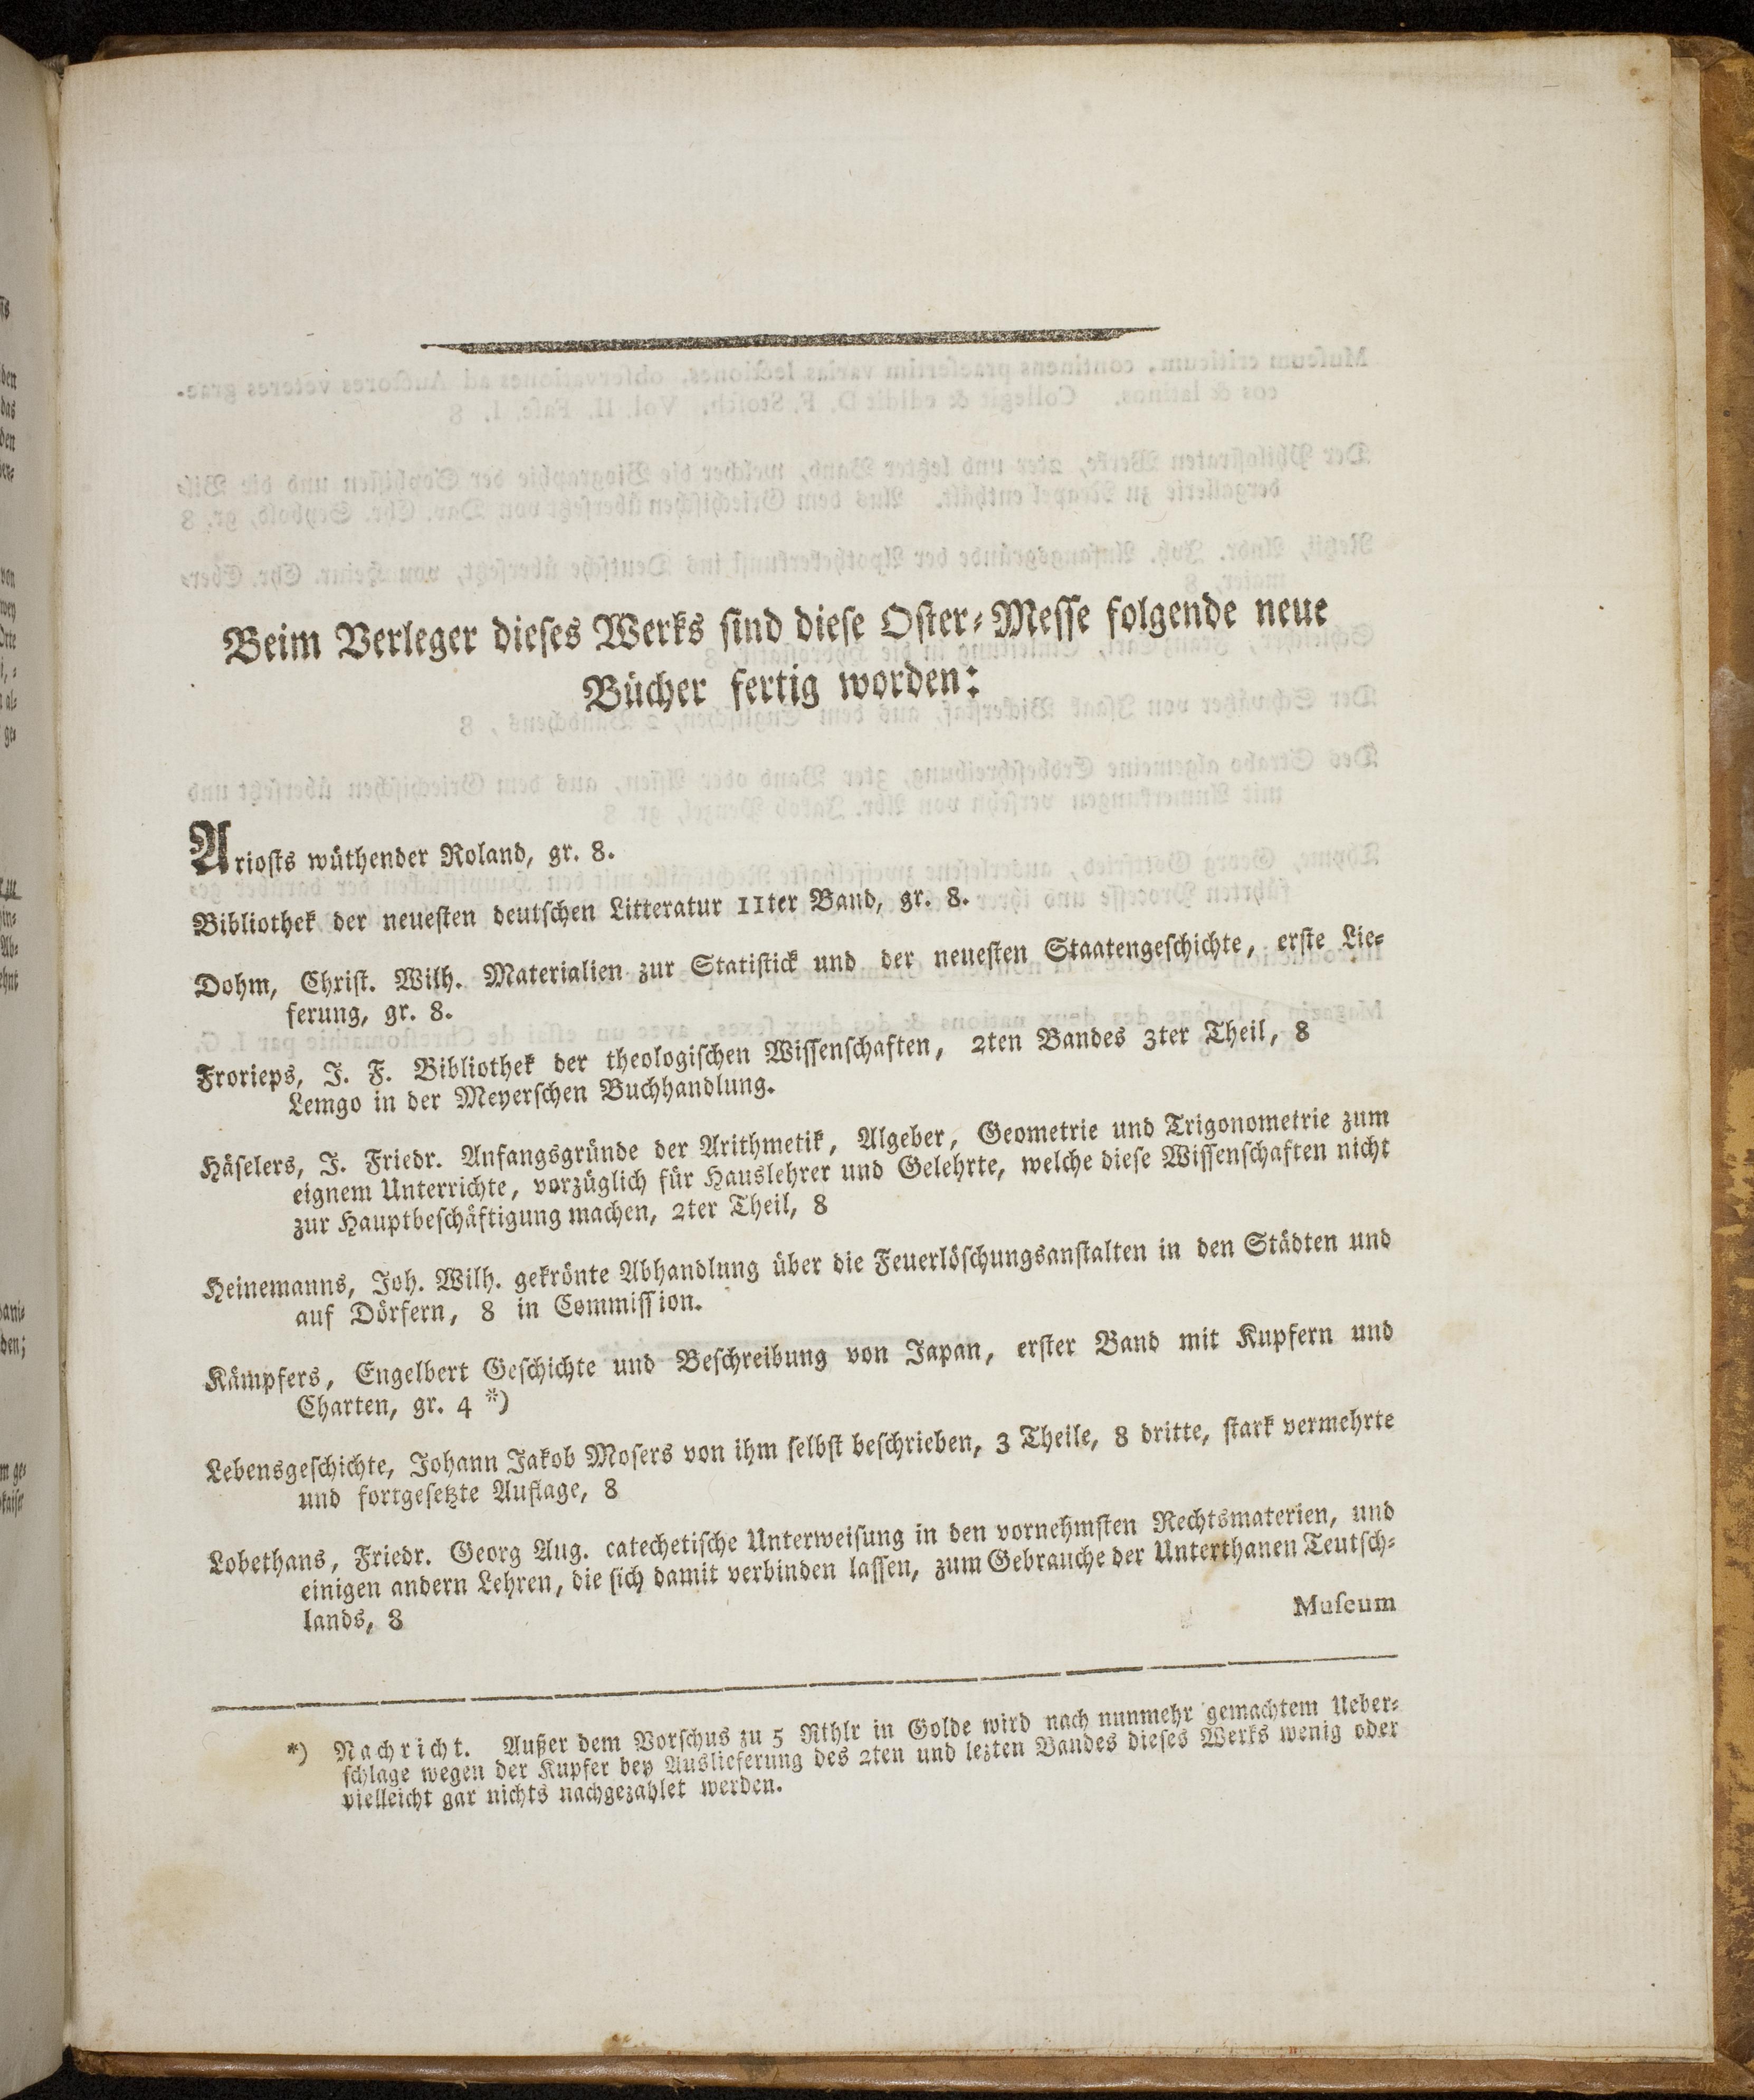 Beim Verleger dieses Werks sind diese Oster-Messe folgende neue
Bücher fertig worden:
Ariosts wüthender Roland, gr. 8.
Bibliothek der neuesten deutschen Litteratur 11ter Band, gr. 8.
Dohm, Christ. Wilh. Materialien zur Statistick und der neuesten Staatengeschichte, erste Lie-
ferung, gr. 8.
Frorieps, J. F. Bibliothek der theologischen Wissenschaften, 2ten Bandes 3ter Theil, 8
Lemgo in der Meyerschen Buchhandlung.
Häselers, J. Friedr. Anfangsgründe der Arithmetik, Algeber, Geometrie und Trigonometrie zum
eignem Unterrichte, vorzüglich für Hauslehrer und Gelehrte, welche diese Wissenschaften nicht
zur Hauptbeschäftigung machen, 2ter Theil, 8
Heinemanns, Joh. Wilh. gekrönte Abhandlung über die Feuerlöschungsanstalten in den Städten und
auf Dörfern, 8 in Commission.
Kämpfers, Engelbert Geschichte und Beschreibung von Japan, erster Band mit Kupfern und
Charten, gr. 4 *)
Lebensgeschichte, Johann Jakob Mosers von ihm selbst beschrieben, 3 Theile, 8 dritte, stark vermehrte
und fortgesetzte Auflage, 8
Lobethans, Friedr. Georg Aug. catechetische Unterweisung in den vornehmsten Rechtsmaterien, und
einigen andern Lehren, die sich damit verbinden lassen, zum Gebrauche der Unterthanen Teutsch-
lands, 8
Museum
*) Nachricht. Außer dem Vorschus zu 5 Rthlr in Golde wird nach nunmehr gemachtem Ueber-
schlage wegen der Kupfer bey Auslieferung des 2ten und lezten Bandes dieses Werks wenig oder
vielleicht gar nichts nachgezahlet werden.